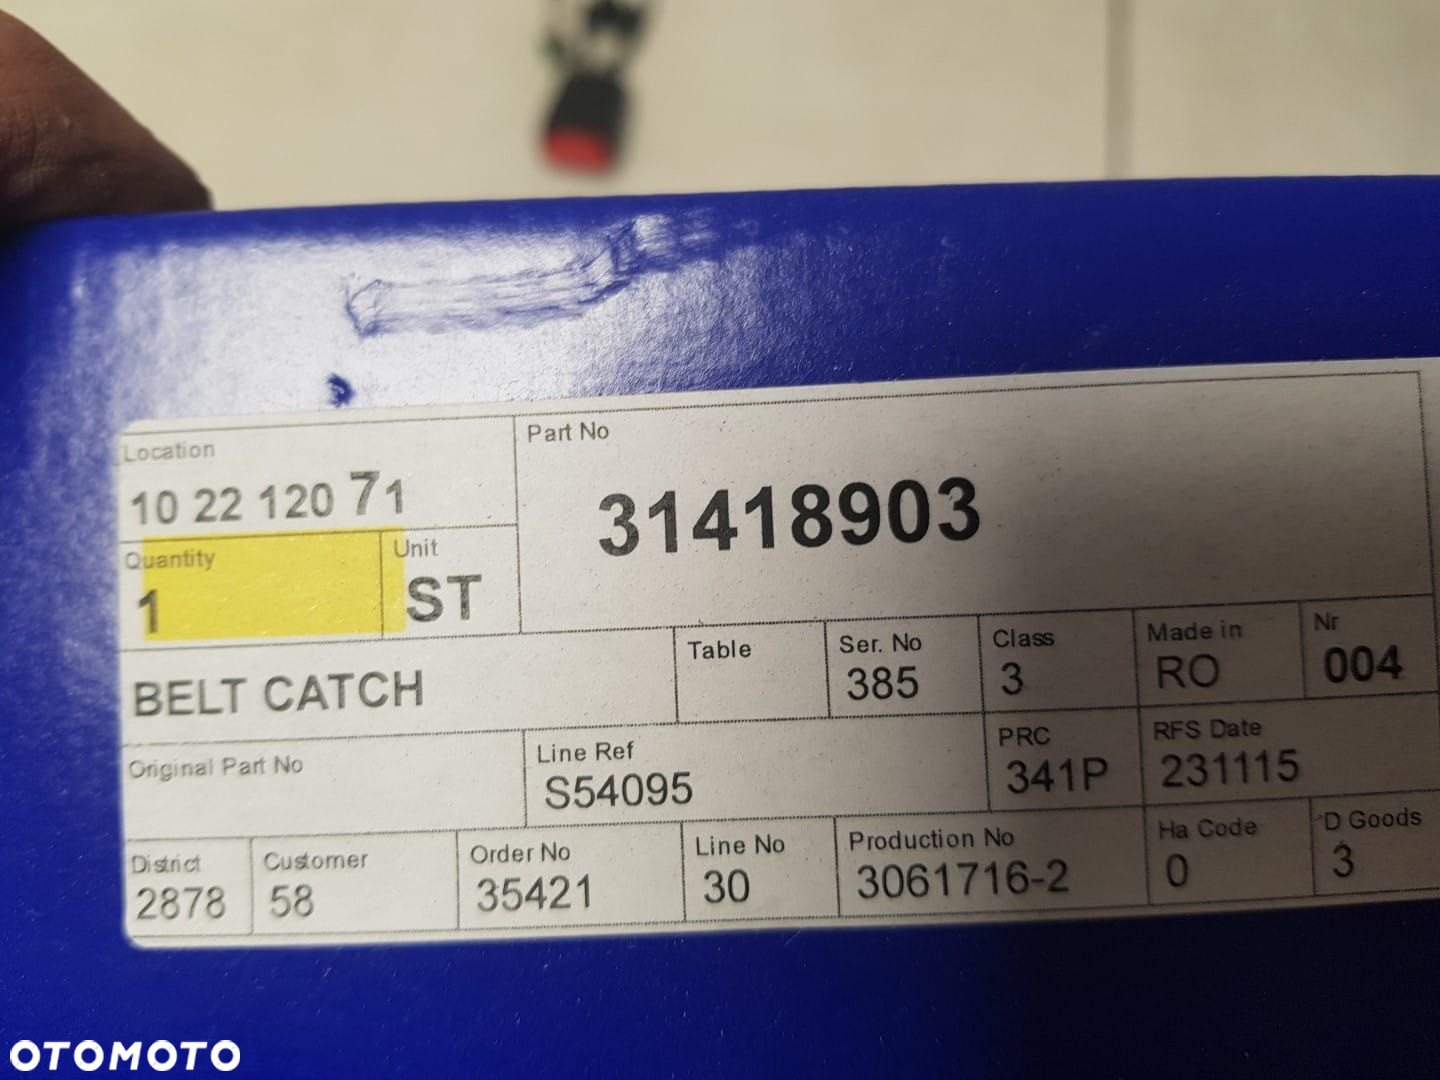 Location
10 22 120 71
Part No
31418903
Quantity
1
Unit
ST
BELT CATCH
Table
Ser. No
385
Class
3
Made in
RO
Nr
004
Original Part No
Line Ref
S54095
PRC
341P
RFS Date
231115
District
2878
Customer
58
Order No
35421
Line No
30
Production No
3061716-2
Ha Code
0
D Goods
3
OTOMOTO